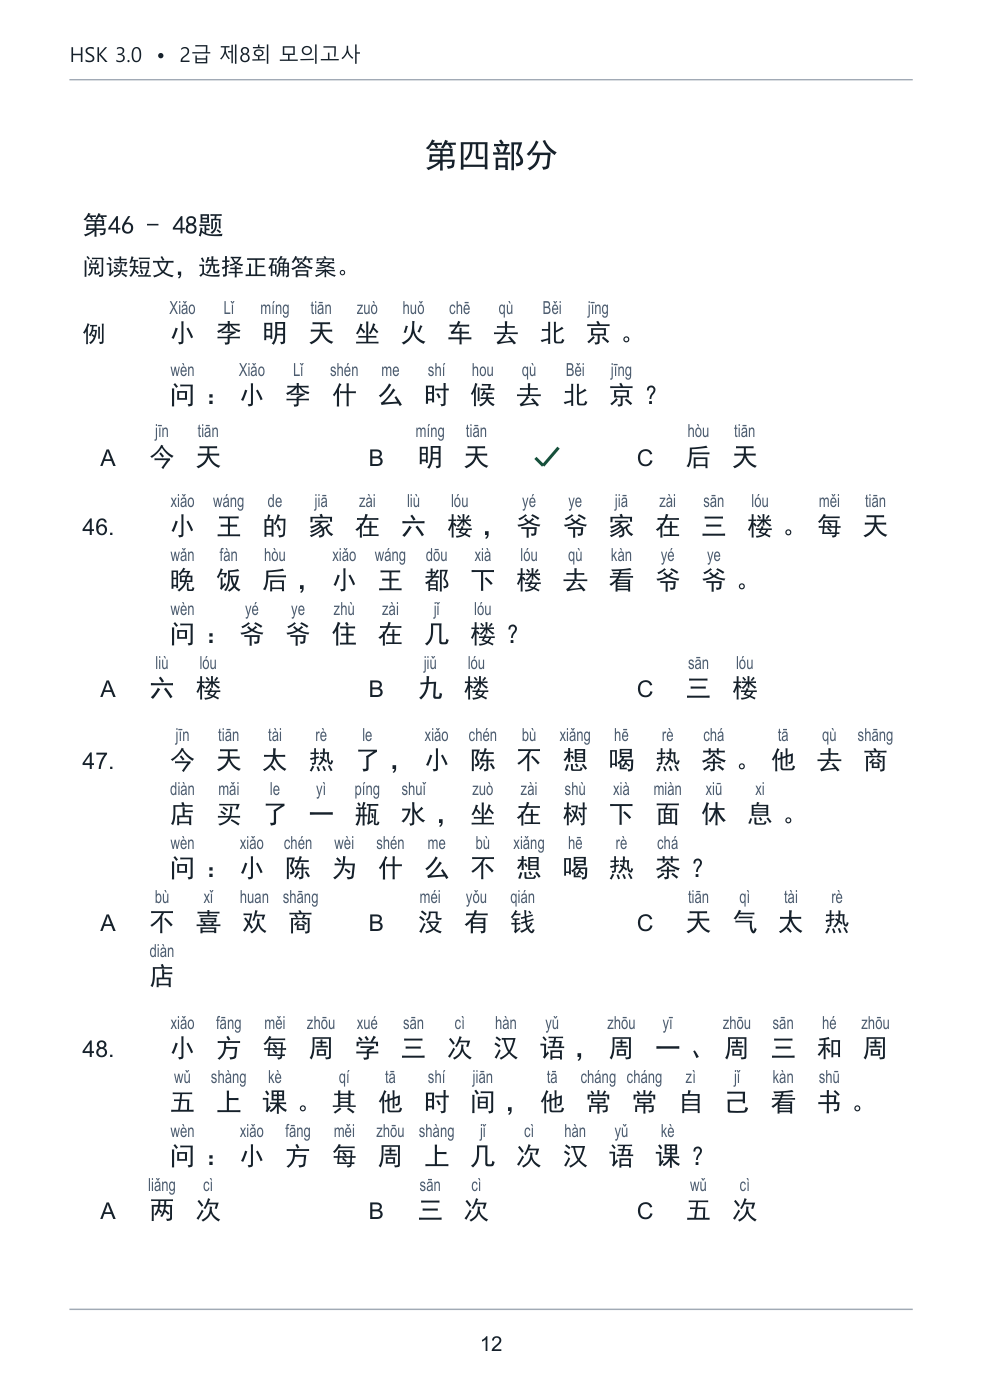 HSK 3.0 • 2급 제8회 모의고사
第四部分
第46 － 48题
阅读短文，选择正确答案。
Xiǎo Lǐ míng tiān zuò huǒ chē qù Běi jīng
例 小李明天坐火车去北京。
wèn Xiǎo Lǐ shén me shí hou qù Běi jīng
问：小李什么时候去北京？
jīn tiān míng tiān hòu tiān
A 今天 B 明天 ✓ C 后天
xiǎo wáng de jiā zài liù lóu yé ye jiā zài sān lóu měi tiān
46. 小王的家在六楼，爷爷家在三楼。每天
wǎn fàn hòu xiǎo wáng dōu xià lóu qù kàn yé ye
晚饭后，小王都下楼去看爷爷。
wèn yé ye zhù zài jǐ lóu
问：爷爷住在几楼？
liù lóu jiǔ lóu sān lóu
A 六楼 B 九楼 C 三楼
jīn tiān tài rè le xiǎo chén bù xiǎng hē rè chá tā qù shāng
47. 今天太热了，小陈不想喝热茶。他去商
diàn mǎi le yì píng shuǐ zuò zài shù xià miàn xiū xi
店买了一瓶水，坐在树下面休息。
wèn xiǎo chén wèi shén me bù xiǎng hē rè chá
问：小陈为什么不想喝热茶？
bù xǐ huan shāng méi yǒu qián tiān qì tài rè
A 不喜欢商 B 没有钱 C 天气太热
diàn
店
xiǎo fāng měi zhōu xué sān cì hàn yǔ zhōu yī zhōu sān hé zhōu
48. 小方每周学三次汉语，周一、周三和周
wǔ shàng kè qí tā shí jiān tā cháng cháng zì jǐ kàn shū
五上课。其他时间，他常常自己看书。
wèn xiǎo fāng měi zhōu shàng jǐ cì hàn yǔ kè
问：小方每周上几次汉语课？
liǎng cì sān cì wǔ cì
A 两次 B 三次 C 五次
12